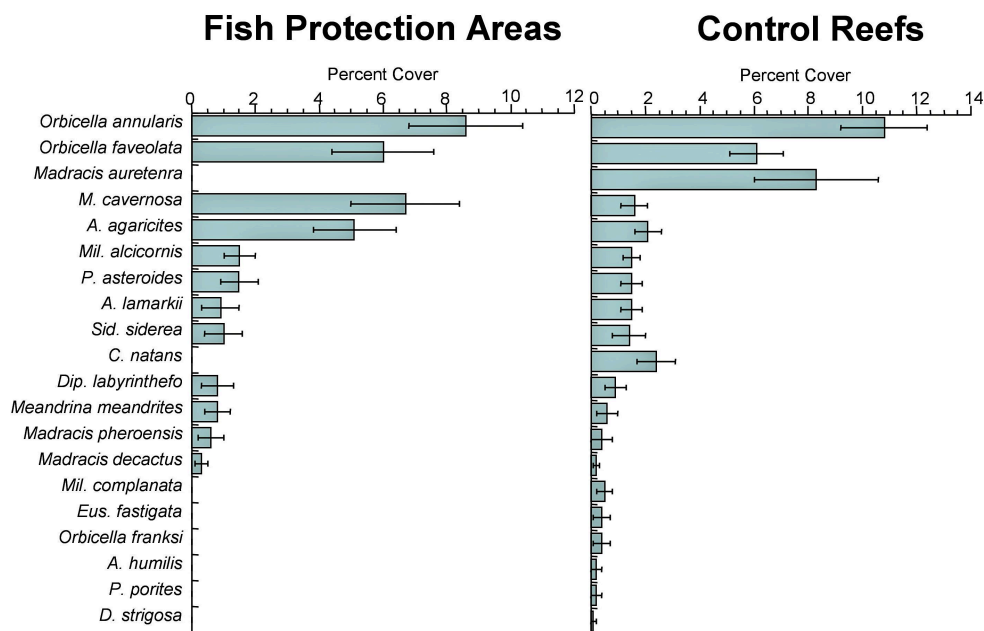 Fish Protection Areas
Control Reefs
Percent Cover
Percent Cover
0 2 4 6 8 10 12
0 2 4 6 8 10 12 14
Orbicella annularis
Orbicella faveolata
Madracis auretenra
M. cavernosa
A. agaricites
Mil. alcicornis
P. asteroides
A. lamarkii
Sid. siderea
C. natans
Dip. labyrinthefo
Meandrina meandrites
Madracis pheroensis
Madracis decactus
Mil. complanata
Eus. fastigata
Orbicella franksi
A. humilis
P. porites
D. strigosa